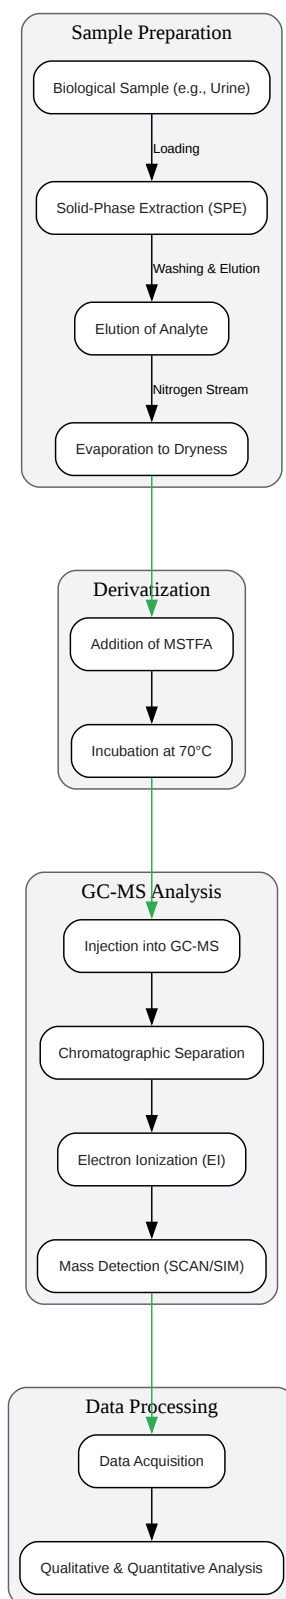 Sample Preparation
Biological Sample (e.g., Urine)
Loading
Solid-Phase Extraction (SPE)
Washing & Elution
Elution of Analyte
Nitrogen Stream
Evaporation to Dryness
Derivatization
Addition of MSTFA
Incubation at 70°C
GC-MS Analysis
Injection into GC-MS
Chromatographic Separation
Electron Ionization (EI)
Mass Detection (SCAN/SIM)
Data Processing
Data Acquisition
Qualitative & Quantitative Analysis